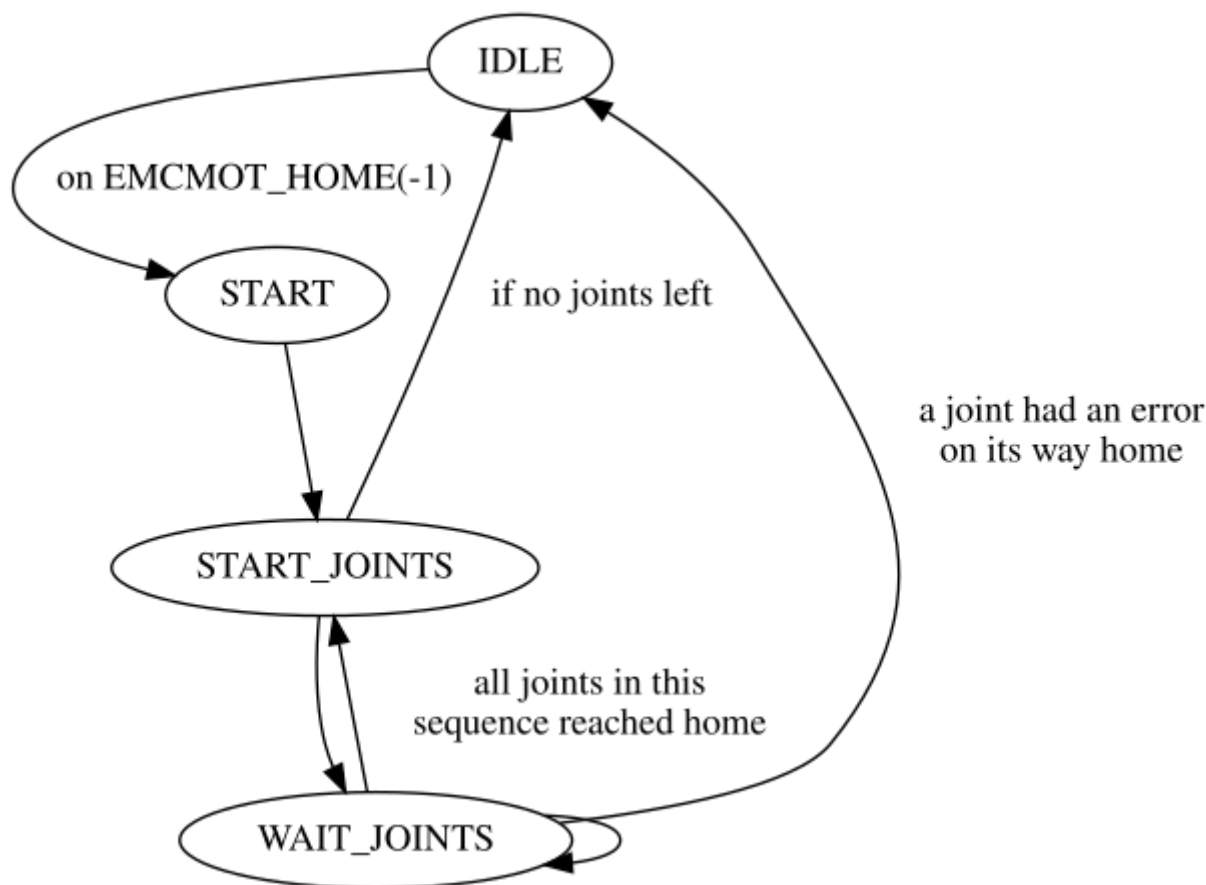 IDLE
on EMCMOT_HOME(-1)
START
if no joints left
a joint had an error
on its way home
START_JOINTS
all joints in this
sequence reached home
WAIT_JOINTS